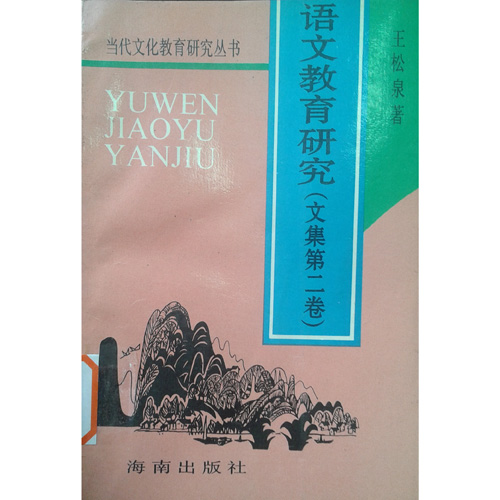 当代文化教育研究丛书
YUWEN
JIAOYU
YANJIU
语文教育研究(文集第二卷)
王松泉著
海南出版社